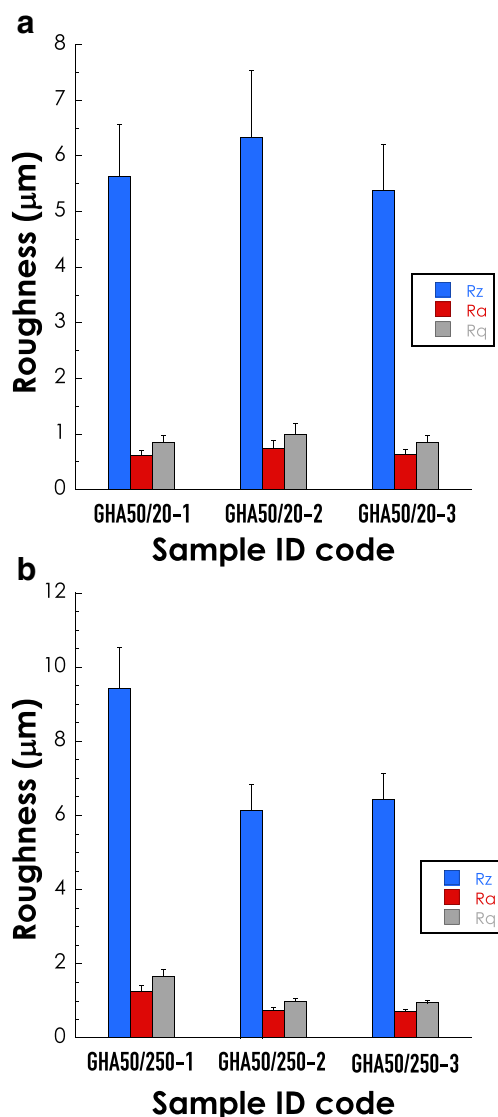 a
8
7
6
5
4
3
2
1
0
Roughness (μm)
Rz
Ra
Rq
GHA50/20-1 GHA50/20-2 GHA50/20-3
Sample ID code
b
12
10
8
6
4
2
0
Roughness (μm)
Rz
Ra
Rq
GHA50/250-1 GHA50/250-2 GHA50/250-3
Sample ID code